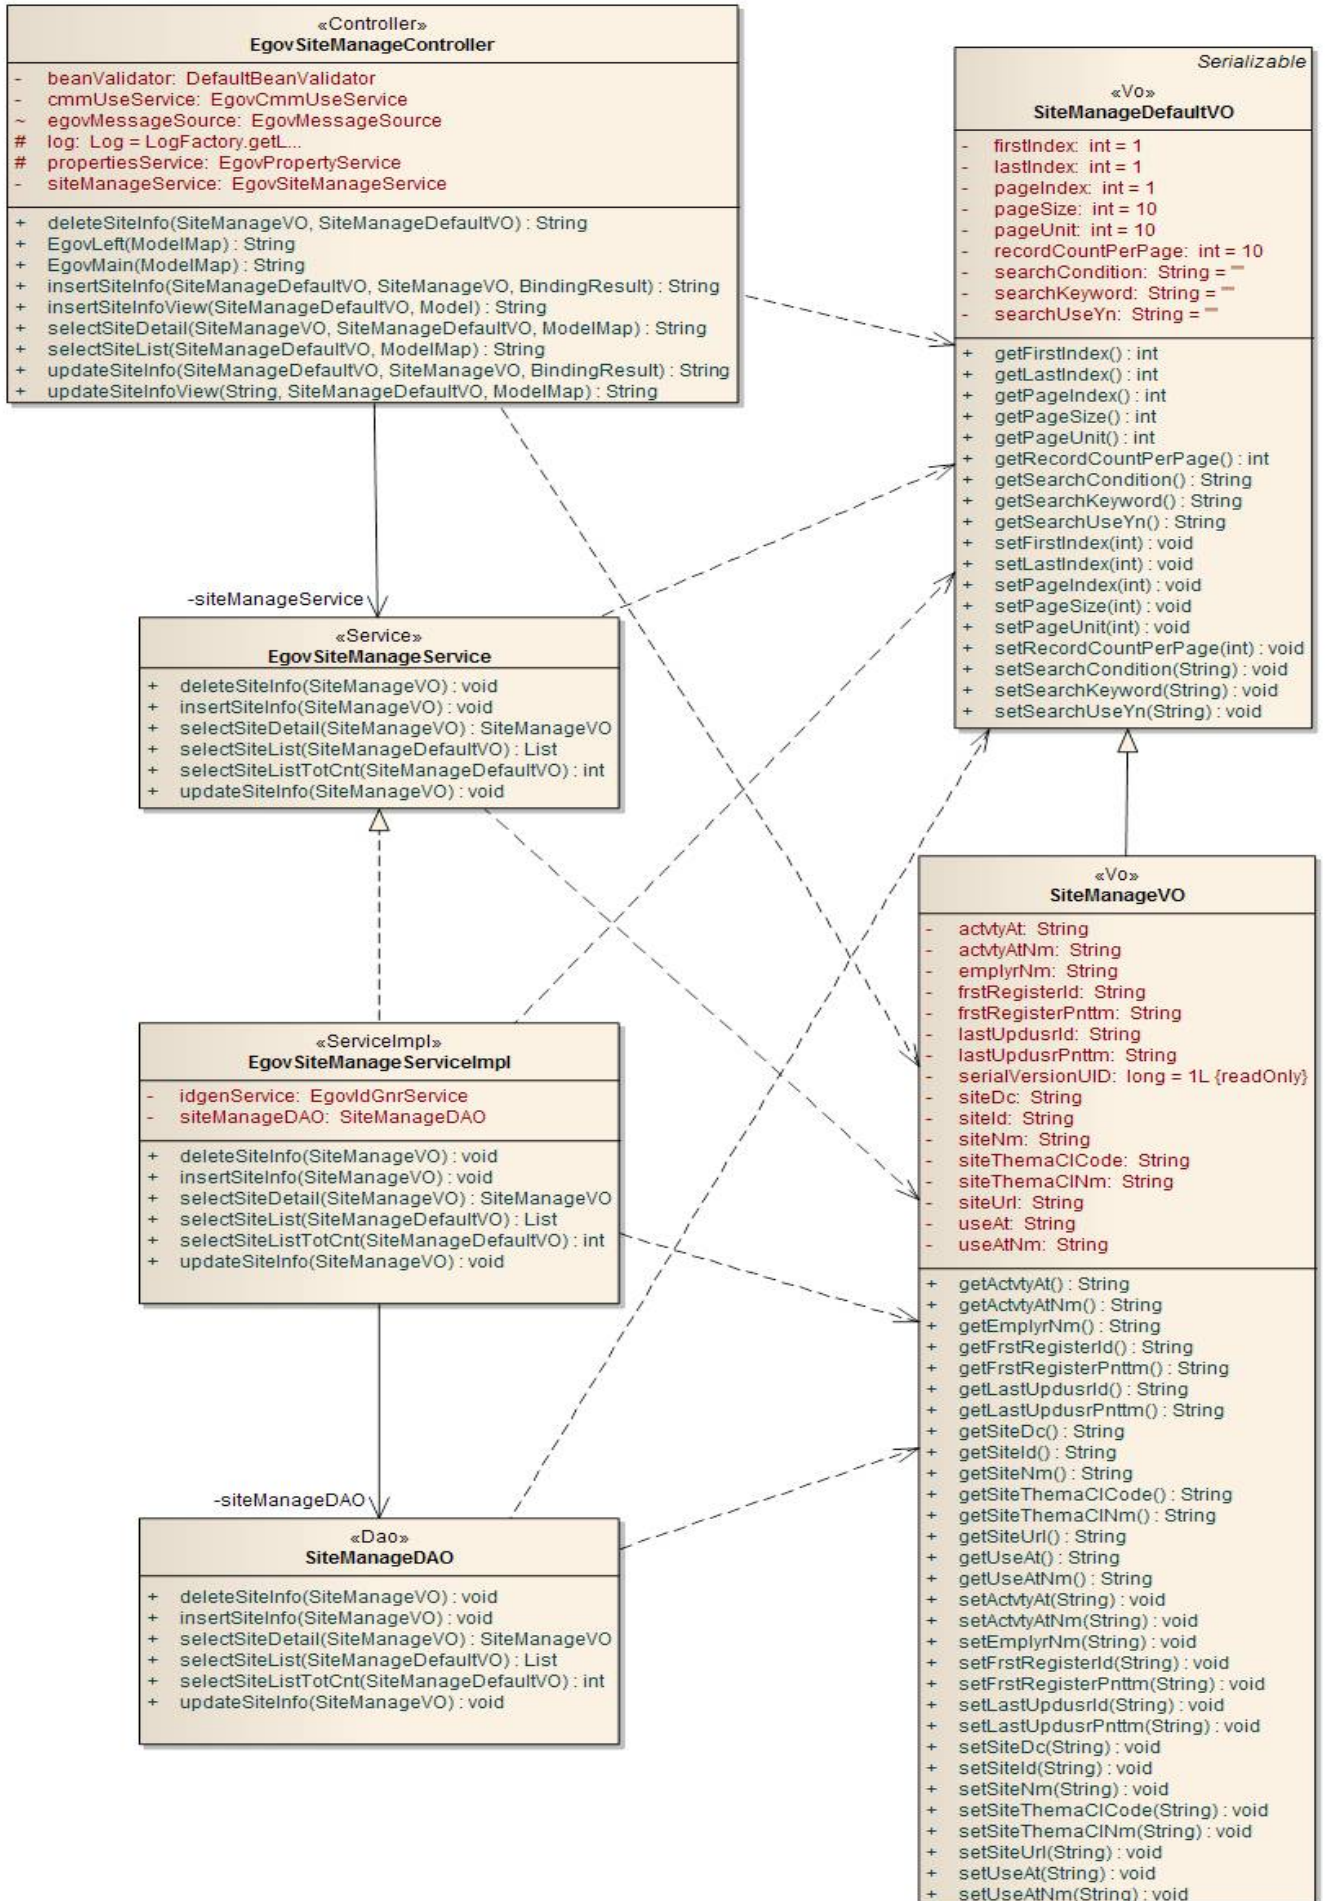 «Controller»
EgovSiteManageController
- beanValidator: DefaultBeanValidator
- cmmUseService: EgovCmmUseService
~ egovMessageSource: EgovMessageSource
# log: Log = LogFactory.getL...
# propertiesService: EgovPropertyService
- siteManageService: EgovSiteManageService
+ deleteSiteInfo(SiteManageVO, SiteManageDefaultVO) : String
+ EgovLeft(ModelMap) : String
+ EgovMain(ModelMap) : String
+ insertSiteInfo(SiteManageDefaultVO, SiteManageVO, BindingResult) : String
+ insertSiteInfoView(SiteManageDefaultVO, Model) : String
+ selectSiteDetail(SiteManageVO, SiteManageDefaultVO, ModelMap) : String
+ selectSiteList(SiteManageDefaultVO, ModelMap) : String
+ updateSiteInfo(SiteManageDefaultVO, SiteManageVO, BindingResult) : String
+ updateSiteInfoView(String, SiteManageDefaultVO, ModelMap) : String
-siteManageService
«Service»
EgovSiteManageService
+ deleteSiteInfo(SiteManageVO) : void
+ insertSiteInfo(SiteManageVO) : void
+ selectSiteDetail(SiteManageVO) : SiteManageVO
+ selectSiteList(SiteManageDefaultVO) : List
+ selectSiteListTotCnt(SiteManageDefaultVO) : int
+ updateSiteInfo(SiteManageVO) : void
«ServiceImpl»
EgovSiteManageServiceImpl
- idgenService: EgovIdGnrService
- siteManageDAO: SiteManageDAO
+ deleteSiteInfo(SiteManageVO) : void
+ insertSiteInfo(SiteManageVO) : void
+ selectSiteDetail(SiteManageVO) : SiteManageVO
+ selectSiteList(SiteManageDefaultVO) : List
+ selectSiteListTotCnt(SiteManageDefaultVO) : int
+ updateSiteInfo(SiteManageVO) : void
-siteManageDAO
«Dao»
SiteManageDAO
+ deleteSiteInfo(SiteManageVO) : void
+ insertSiteInfo(SiteManageVO) : void
+ selectSiteDetail(SiteManageVO) : SiteManageVO
+ selectSiteList(SiteManageDefaultVO) : List
+ selectSiteListTotCnt(SiteManageDefaultVO) : int
+ updateSiteInfo(SiteManageVO) : void
Serializable
«Vo»
SiteManageDefaultVO
- firstIndex: int = 1
- lastIndex: int = 1
- pageIndex: int = 1
- pageSize: int = 10
- pageUnit: int = 10
- recordCountPerPage: int = 10
- searchCondition: String = ""
- searchKeyword: String = ""
- searchUseYn: String = ""
+ getFirstIndex() : int
+ getLastIndex() : int
+ getPageIndex() : int
+ getPageSize() : int
+ getPageUnit() : int
+ getRecordCountPerPage() : int
+ getSearchCondition() : String
+ getSearchKeyword() : String
+ getSearchUseYn() : String
+ setFirstIndex(int) : void
+ setLastIndex(int) : void
+ setPageIndex(int) : void
+ setPageSize(int) : void
+ setPageUnit(int) : void
+ setRecordCountPerPage(int) : void
+ setSearchCondition(String) : void
+ setSearchKeyword(String) : void
+ setSearchUseYn(String) : void
«Vo»
SiteManageVO
- actvtyAt: String
- actvtyAtNm: String
- emplyrNm: String
- frstRegisterId: String
- frstRegisterPnttm: String
- lastUpdusrId: String
- lastUpdusrPnttm: String
- serialVersionUID: long = 1L {readOnly}
- siteDc: String
- siteId: String
- siteNm: String
- siteThemaClCode: String
- siteThemaClNm: String
- siteUrl: String
- useAt: String
- useAtNm: String
+ getActvtyAt() : String
+ getActvtyAtNm() : String
+ getEmplyrNm() : String
+ getFrstRegisterId() : String
+ getFrstRegisterPnttm() : String
+ getLastUpdusrId() : String
+ getLastUpdusrPnttm() : String
+ getSiteDc() : String
+ getSiteId() : String
+ getSiteNm() : String
+ getSiteThemaClCode() : String
+ getSiteThemaClNm() : String
+ getSiteUrl() : String
+ getUseAt() : String
+ getUseAtNm() : String
+ setActvtyAt(String) : void
+ setActvtyAtNm(String) : void
+ setEmplyrNm(String) : void
+ setFrstRegisterId(String) : void
+ setFrstRegisterPnttm(String) : void
+ setLastUpdusrId(String) : void
+ setLastUpdusrPnttm(String) : void
+ setSiteDc(String) : void
+ setSiteId(String) : void
+ setSiteNm(String) : void
+ setSiteThemaClCode(String) : void
+ setSiteThemaClNm(String) : void
+ setSiteUrl(String) : void
+ setUseAt(String) : void
+ setUseAtNm(String) : void